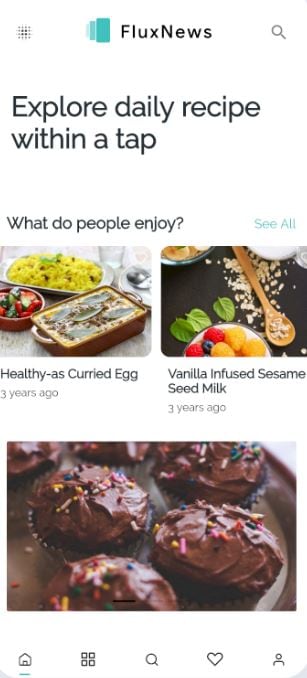 FluxNews
Explore daily recipe
within a tap
What do people enjoy?
See All
Healthy-as Curried Egg
3 years ago
Vanilla Infused Sesame
Seed Milk
3 years ago